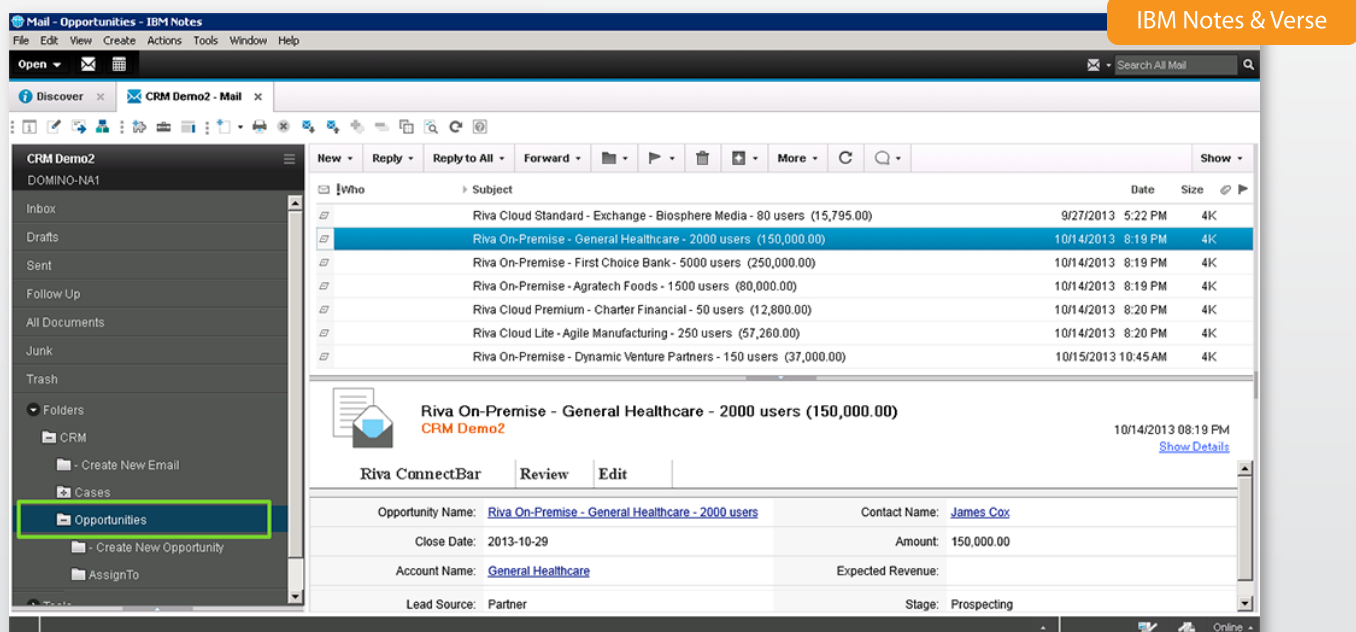 Mail - Opportunities - IBM Notes
IBM Notes & Verse
File Edit View Create Actions Tools Window Help
Open
Search All Mail
Discover
CRM Demo2 - Mail
CRM Demo2
DOMINO-NA1
Inbox
Drafts
Sent
Follow Up
All Documents
Junk
Trash
Folders
CRM
- Create New Email
Cases
Opportunities
- Create New Opportunity
AssignTo
New Reply Reply to All Forward More Show
!Who Subject Date Size
Riva Cloud Standard - Exchange - Biosphere Media - 80 users (15,795.00) 9/27/2013 5:22 PM 4K
Riva On-Premise - General Healthcare - 2000 users (150,000.00) 10/14/2013 8:19 PM 4K
Riva On-Premise - First Choice Bank - 5000 users (250,000.00) 10/14/2013 8:19 PM 4K
Riva On-Premise - Agratech Foods - 1500 users (80,000.00) 10/14/2013 8:19 PM 4K
Riva Cloud Premium - Charter Financial - 50 users (12,800.00) 10/14/2013 8:20 PM 4K
Riva Cloud Lite - Agile Manufacturing - 250 users (57,260.00) 10/14/2013 8:20 PM 4K
Riva On-Premise - Dynamic Venture Partners - 150 users (37,000.00) 10/15/2013 10:45 AM 4K
Riva On-Premise - General Healthcare - 2000 users (150,000.00)
CRM Demo2
10/14/2013 08:19 PM
Show Details
Riva ConnectBar Review Edit
Opportunity Name: Riva On-Premise - General Healthcare - 2000 users Contact Name: James Cox
Close Date: 2013-10-29 Amount: 150,000.00
Account Name: General Healthcare Expected Revenue:
Lead Source: Partner Stage: Prospecting
Online